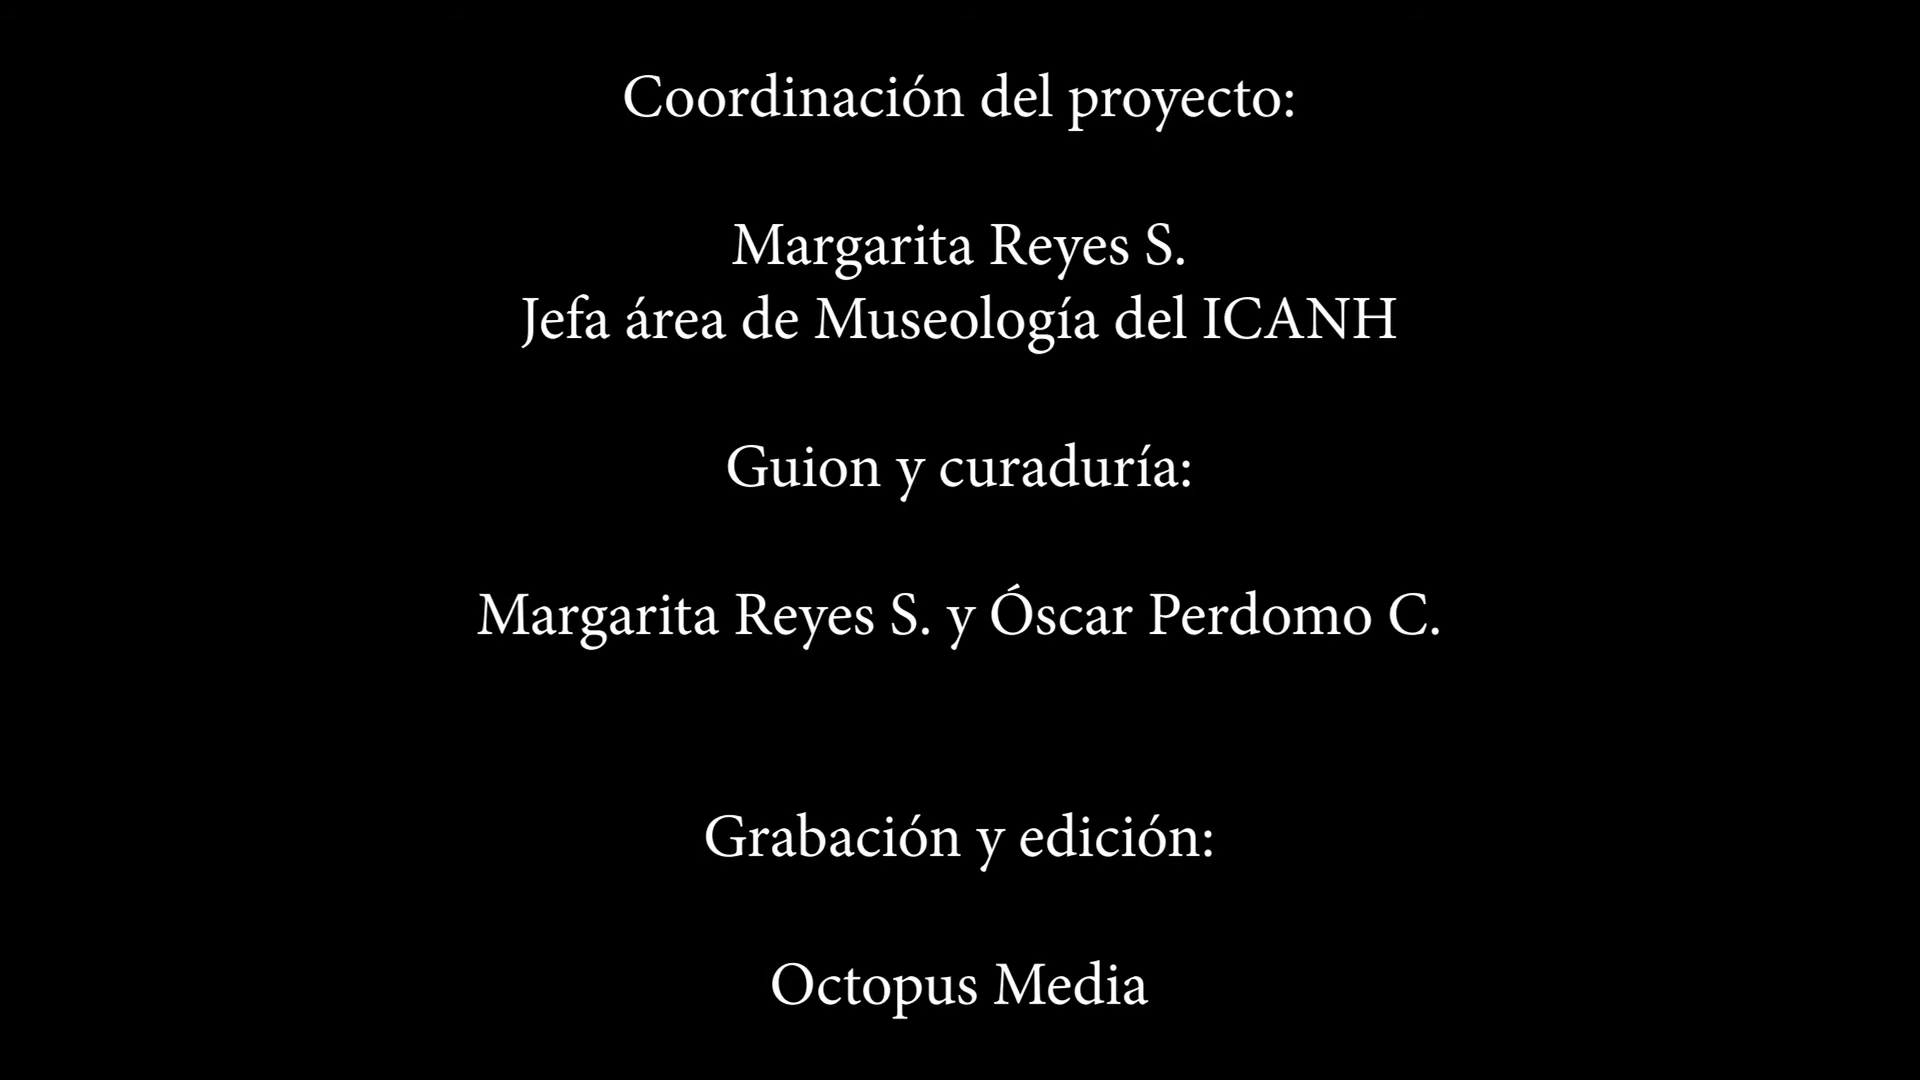 Coordinación del proyecto:
Margarita Reyes S.
Jefa área de Museología del ICANH
Guion y curaduría:
Margarita Reyes S. y Óscar Perdomo C.
Grabación y edición:
Octopus Media